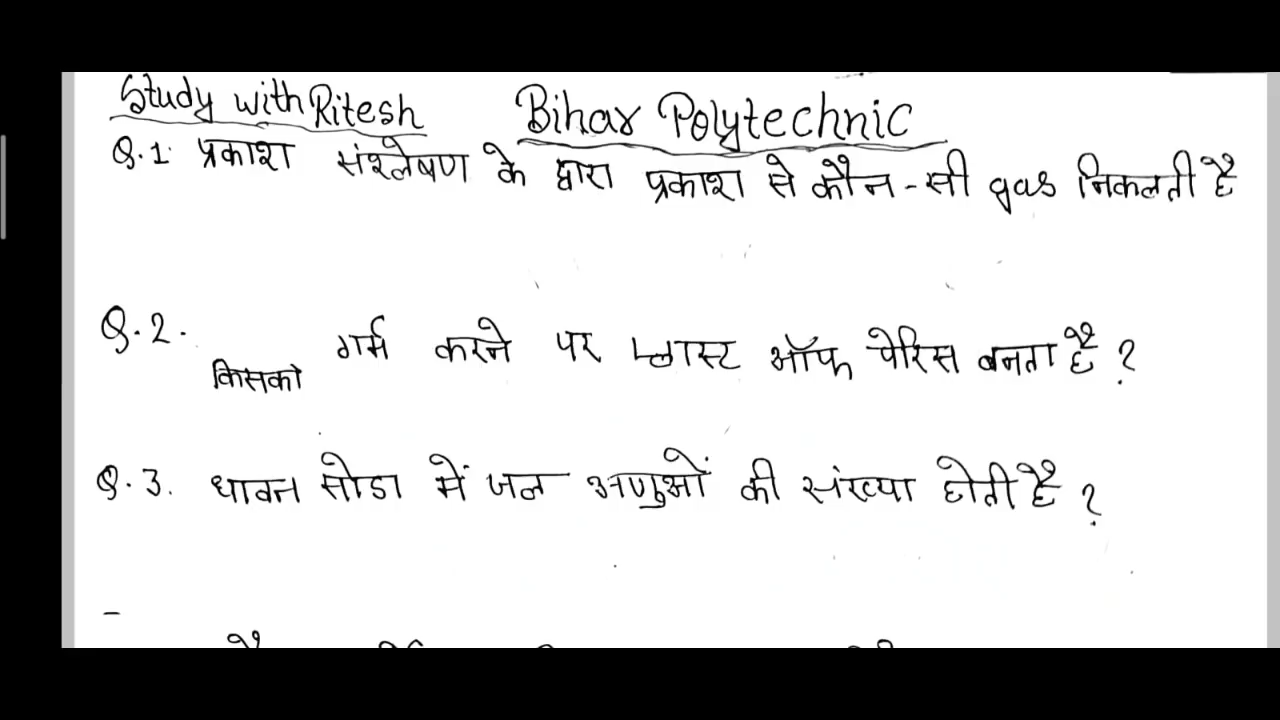 Study with Ritesh Bihar Polytechnic
Q.1 प्रकाश संश्लेषण के द्वारा प्रकाश से कौन-सी gas निकलती है
Q.2. किसको गर्म करने पर प्लास्ट ऑफ पेरिस बनता है ?
Q.3. धावन सोडा में जल अणुओं की संख्या होती है ?